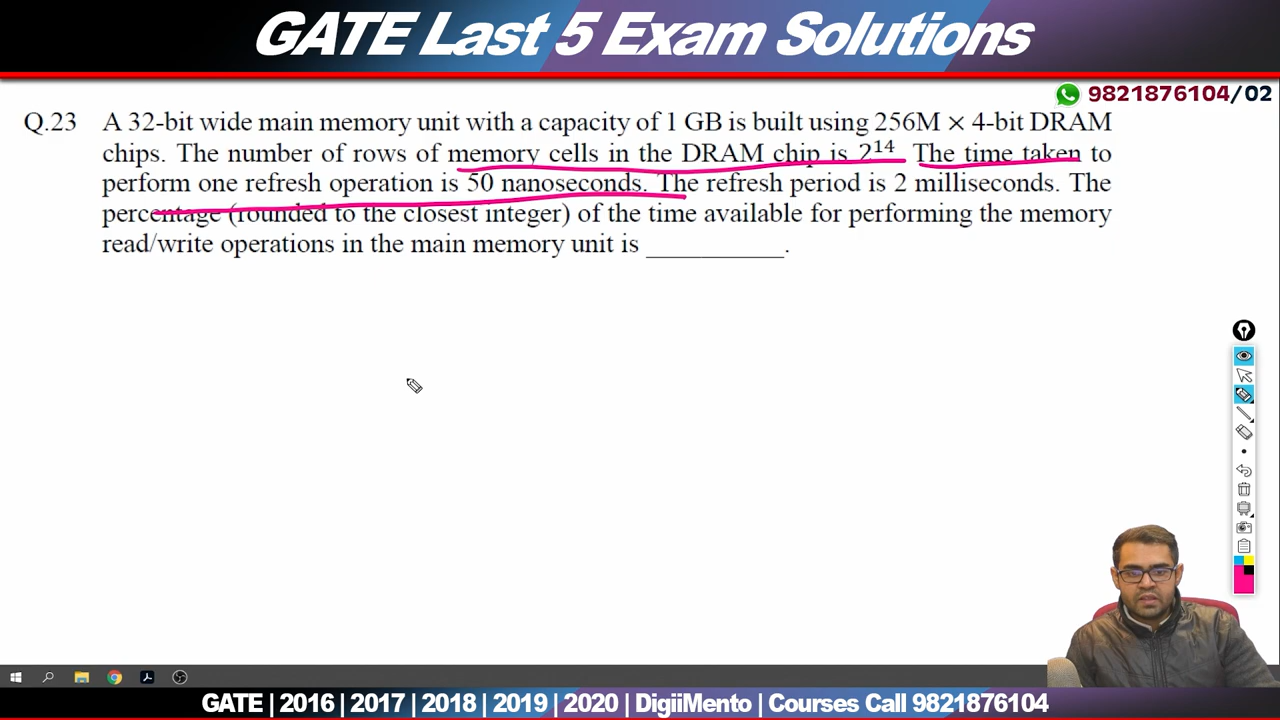 GATE Last 5 Exam Solutions
9821876104/02
Q.23 A 32-bit wide main memory unit with a capacity of 1 GB is built using 256M × 4-bit DRAM
chips. The number of rows of memory cells in the DRAM chip is 2¹⁴ The time taken to
perform one refresh operation is 50 nanoseconds. The refresh period is 2 milliseconds. The
percentage (rounded to the closest integer) of the time available for performing the memory
read/write operations in the main memory unit is ____________.
GATE | 2016 | 2017 | 2018 | 2019 | 2020 | DigiiMento | Courses Call 9821876104